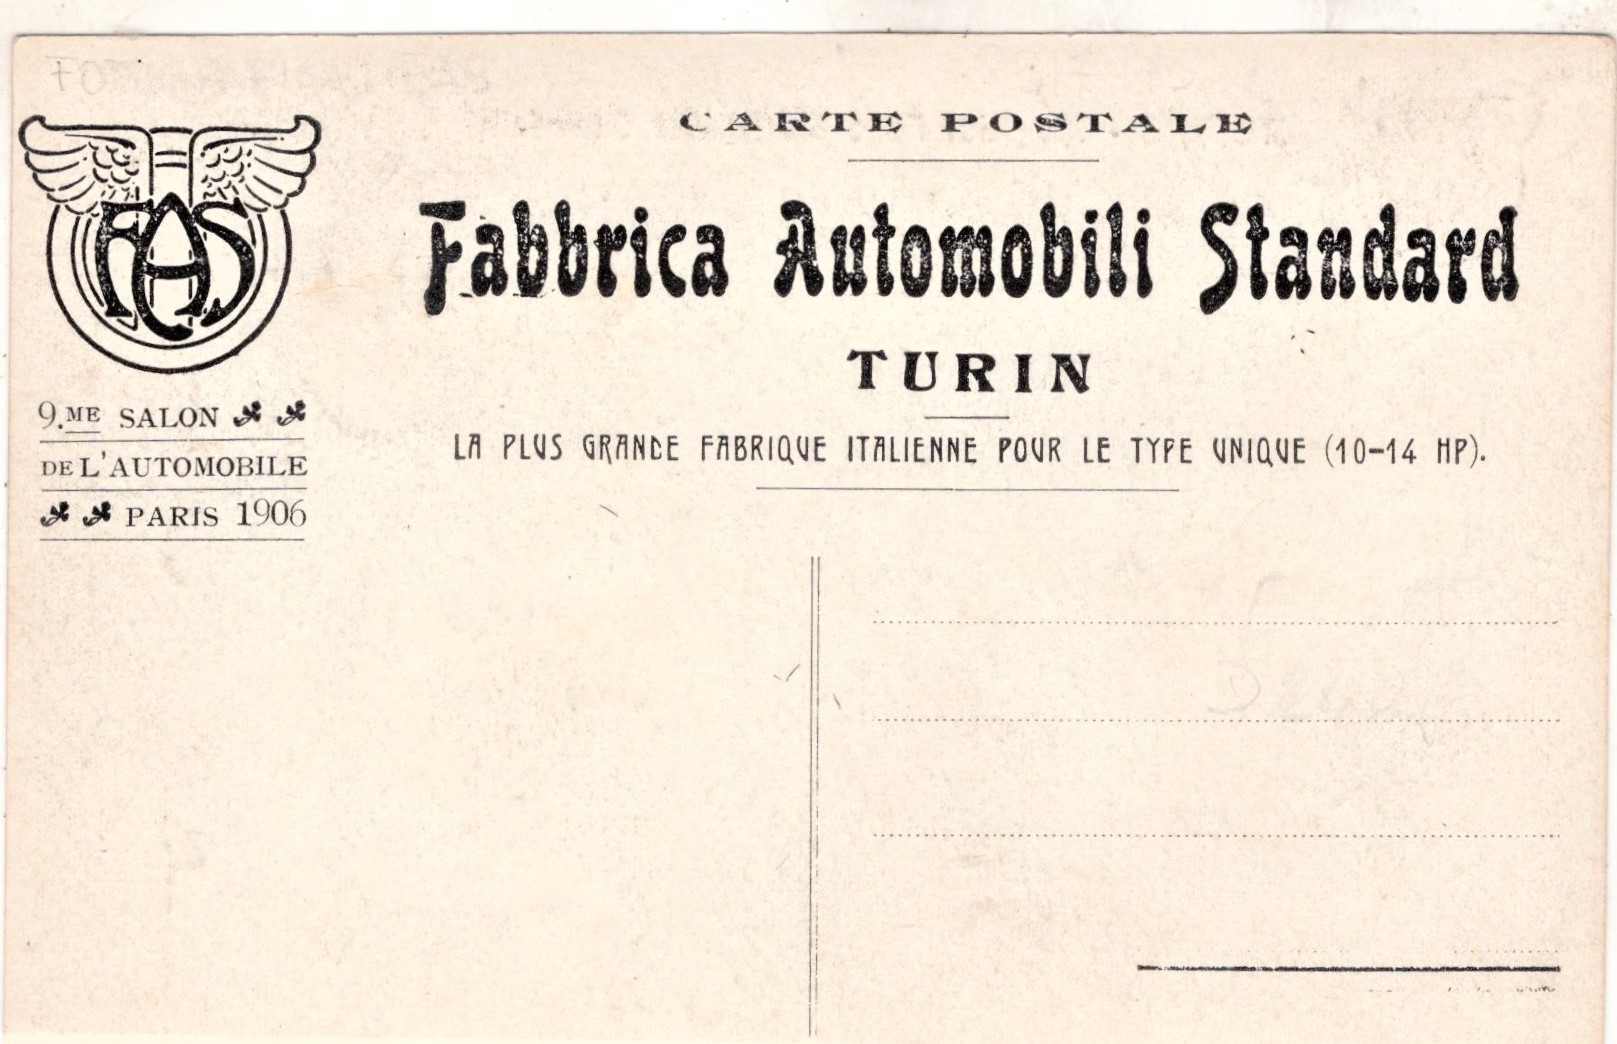 CARTE POSTALE
Fabbrica Automobili Standard
TURIN
LA PLUS GRANDE FABRIQUE ITALIENNE POUR LE TYPE UNIQUE (10-14 HP).
FAS
9.ME SALON
DE L'AUTOMOBILE
PARIS 1906